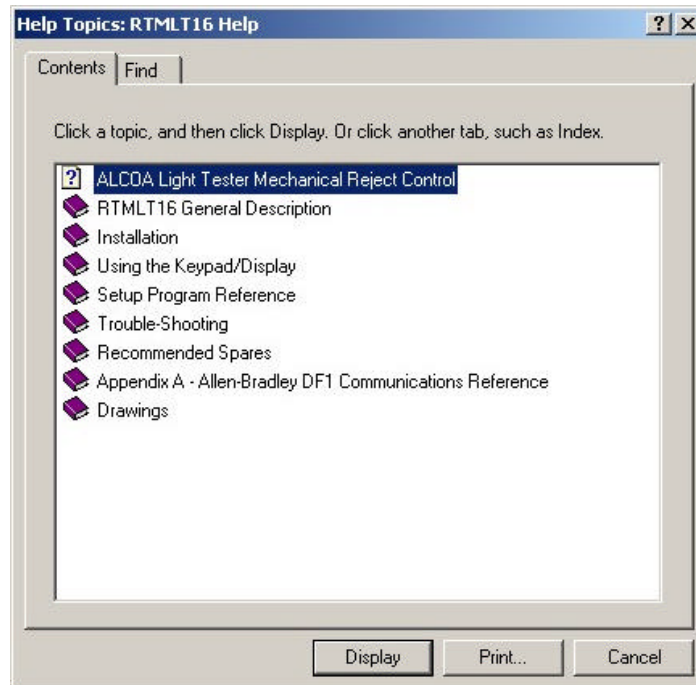 Help Topics: RTMLT16 Help
Contents Find
Click a topic, and then click Display. Or click another tab, such as Index.
ALCOA Light Tester Mechanical Reject Control
RTMLT16 General Description
Installation
Using the Keypad/Display
Setup Program Reference
Trouble-Shooting
Recommended Spares
Appendix A - Allen-Bradley DF1 Communications Reference
Drawings
Display Print... Cancel